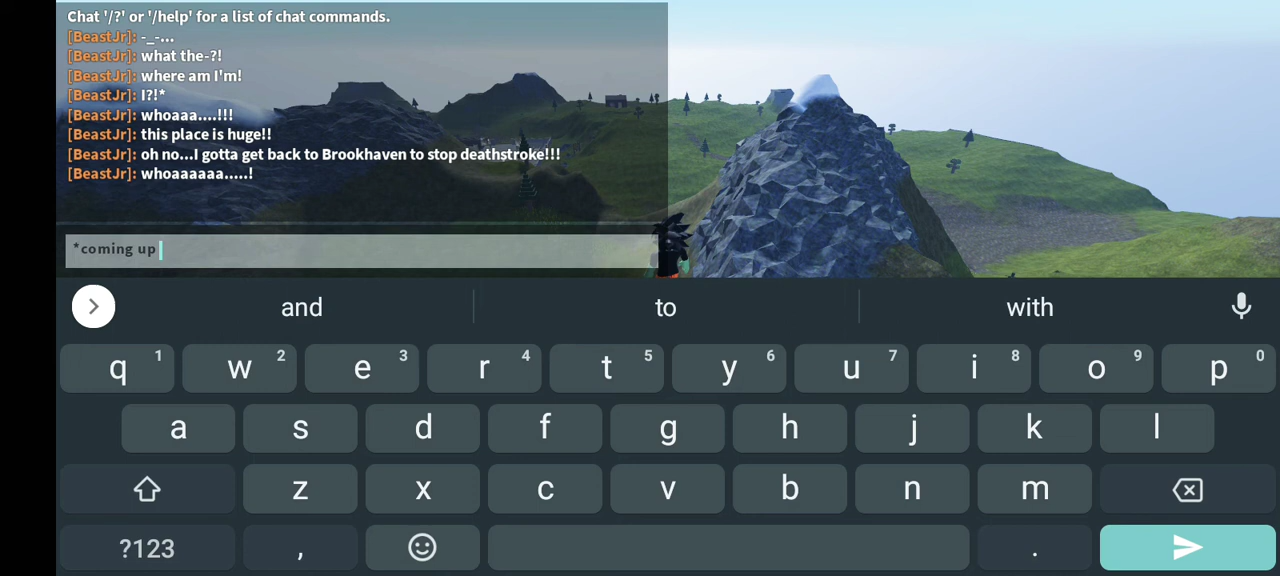 Chat '/?' or '/help' for a list of chat commands.
[BeastJr]: -_-...
[BeastJr]: what the-?!
[BeastJr]: where am I'm!
[BeastJr]: I?!*
[BeastJr]: whoaaa....!!!
[BeastJr]: this place is huge!!
[BeastJr]: oh no...I gotta get back to Brookhaven to stop deathstroke!!!
[BeastJr]: whoaaaaaa.....!
*coming up
and to with
q 1 w 2 e 3 r 4 t 5 y 6 u 7 i 8 o 9 p 0
a s d f g h j k l
z x c v b n m
?123 , .